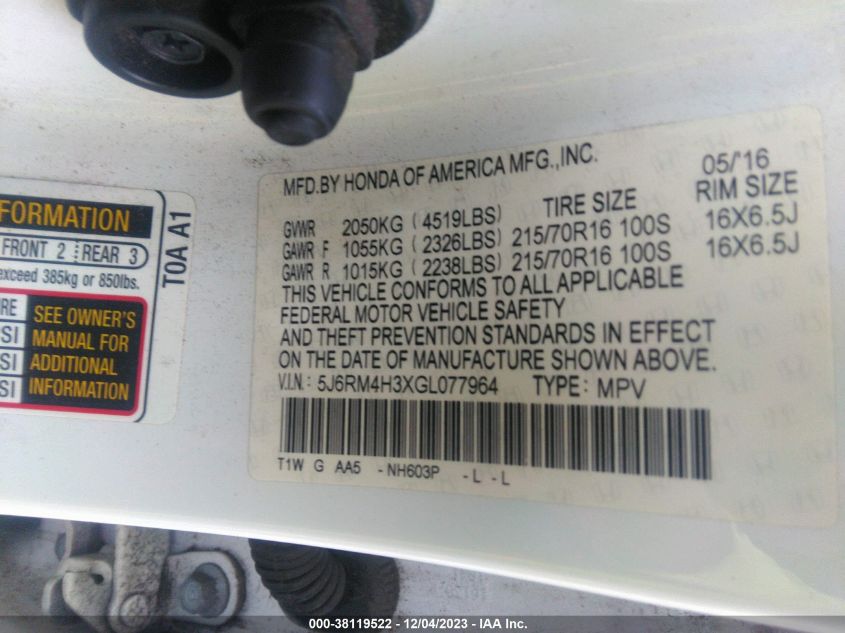 FORMATION
FRONT 2 REAR 3
exceed 385kg or 850lbs.
SEE OWNER'S
MANUAL FOR
ADDITIONAL
INFORMATION
RE
SI
SI
SI
T0A A1
MFD.BY HONDA OF AMERICA MFG.,INC. 05/'16
TIRE SIZE RIM SIZE
GVWR 2050KG (4519LBS)
GAWR F 1055KG (2326LBS) 215/70R16 100S 16X6.5J
GAWR R 1015KG (2238LBS) 215/70R16 100S 16X6.5J
THIS VEHICLE CONFORMS TO ALL APPLICABLE
FEDERAL MOTOR VEHICLE SAFETY
AND THEFT PREVENTION STANDARDS IN EFFECT
ON THE DATE OF MANUFACTURE SHOWN ABOVE.
V.I.N.: 5J6RM4H3XGL077964 TYPE: MPV
T1W G AA5 - NH603P - L - L
000-38119522 - 12/04/2023 - IAA Inc.